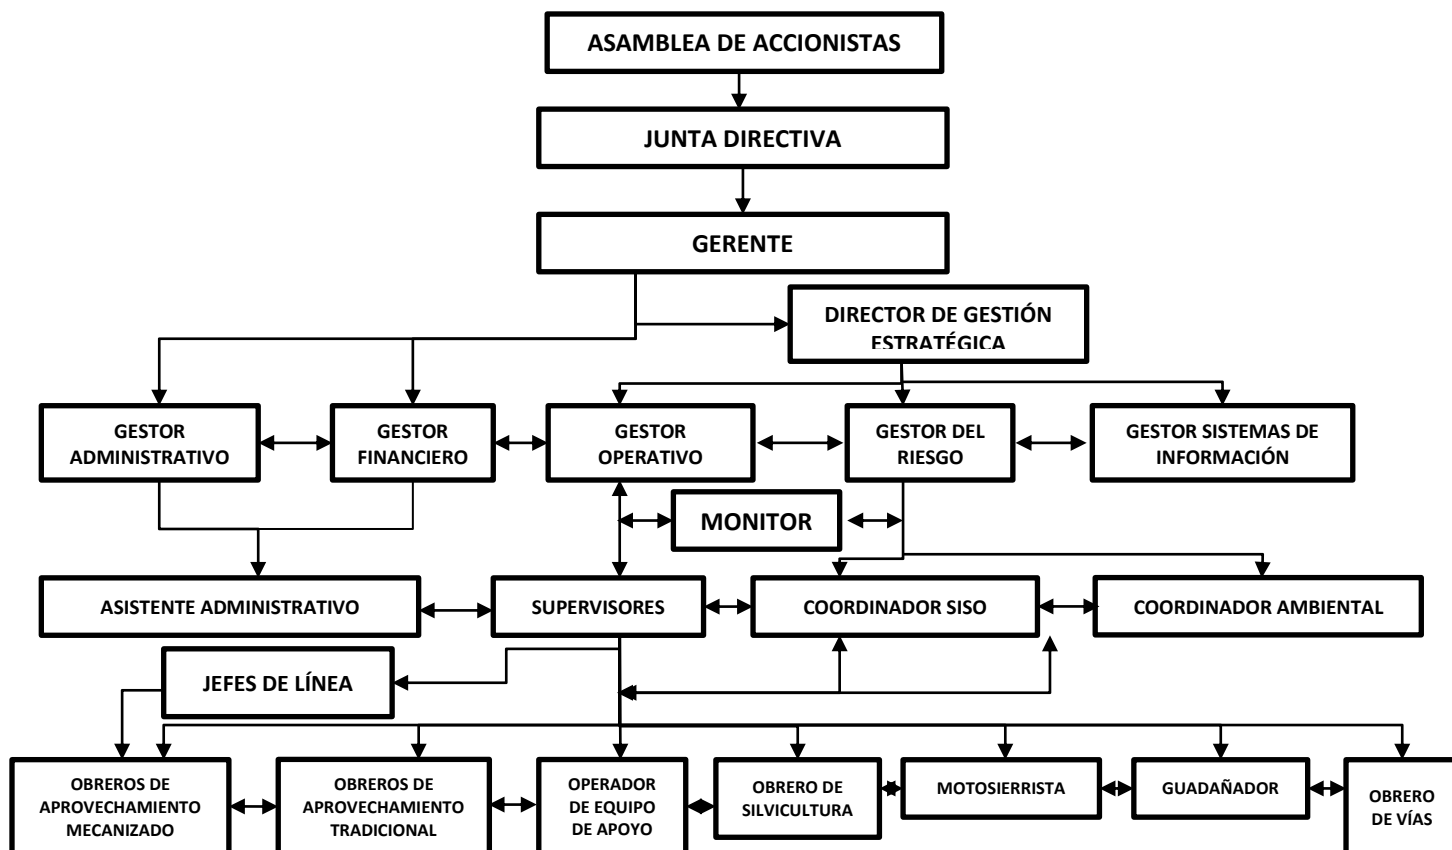 ASAMBLEA DE ACCIONISTAS
JUNTA DIRECTIVA
GERENTE
DIRECTOR DE GESTIÓN
ESTRATÉGICA
GESTOR
ADMINISTRATIVO
GESTOR
FINANCIERO
GESTOR
OPERATIVO
GESTOR DEL
RIESGO
GESTOR SISTEMAS DE
INFORMACIÓN
MONITOR
ASISTENTE ADMINISTRATIVO
SUPERVISORES
COORDINADOR SISO
COORDINADOR AMBIENTAL
JEFES DE LÍNEA
OBREROS DE
APROVECHAMIENTO
MECANIZADO
OBREROS DE
APROVECHAMIENTO
TRADICIONAL
OPERADOR
DE EQUIPO
DE APOYO
OBRERO DE
SILVICULTURA
MOTOSIERRISTA
GUADAÑADOR
OBRERO
DE VÍAS